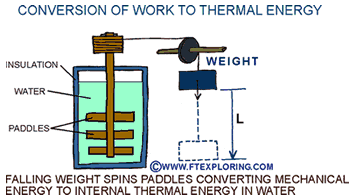 CONVERSION OF WORK TO THERMAL ENERGY
INSULATION
WATER
PADDLES
WEIGHT
L
©WWW.FTEXPLORING.COM
FALLING WEIGHT SPINS PADDLES CONVERTING MECHANICAL
ENERGY TO INTERNAL THERMAL ENERGY IN WATER